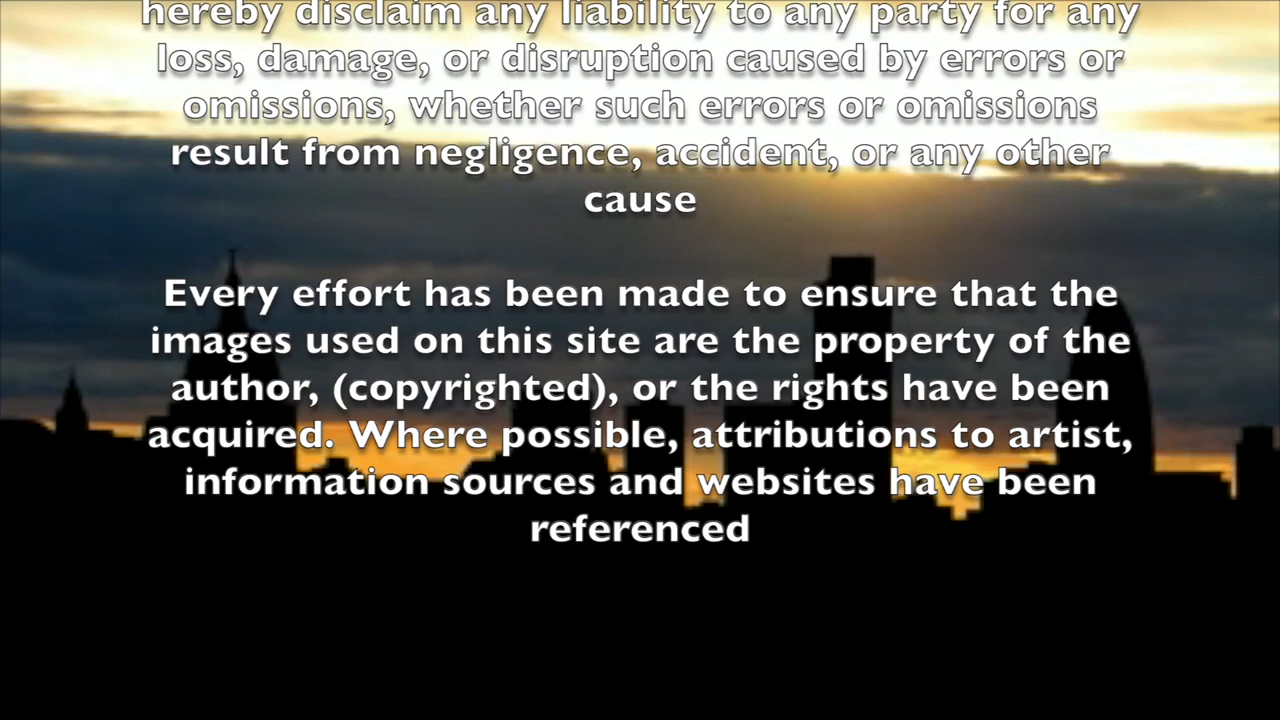 hereby disclaim any liability to any party for any
loss, damage, or disruption caused by errors or
omissions, whether such errors or omissions
result from negligence, accident, or any other
cause
Every effort has been made to ensure that the
images used on this site are the property of the
author, (copyrighted), or the rights have been
acquired. Where possible, attributions to artist,
information sources and websites have been
referenced